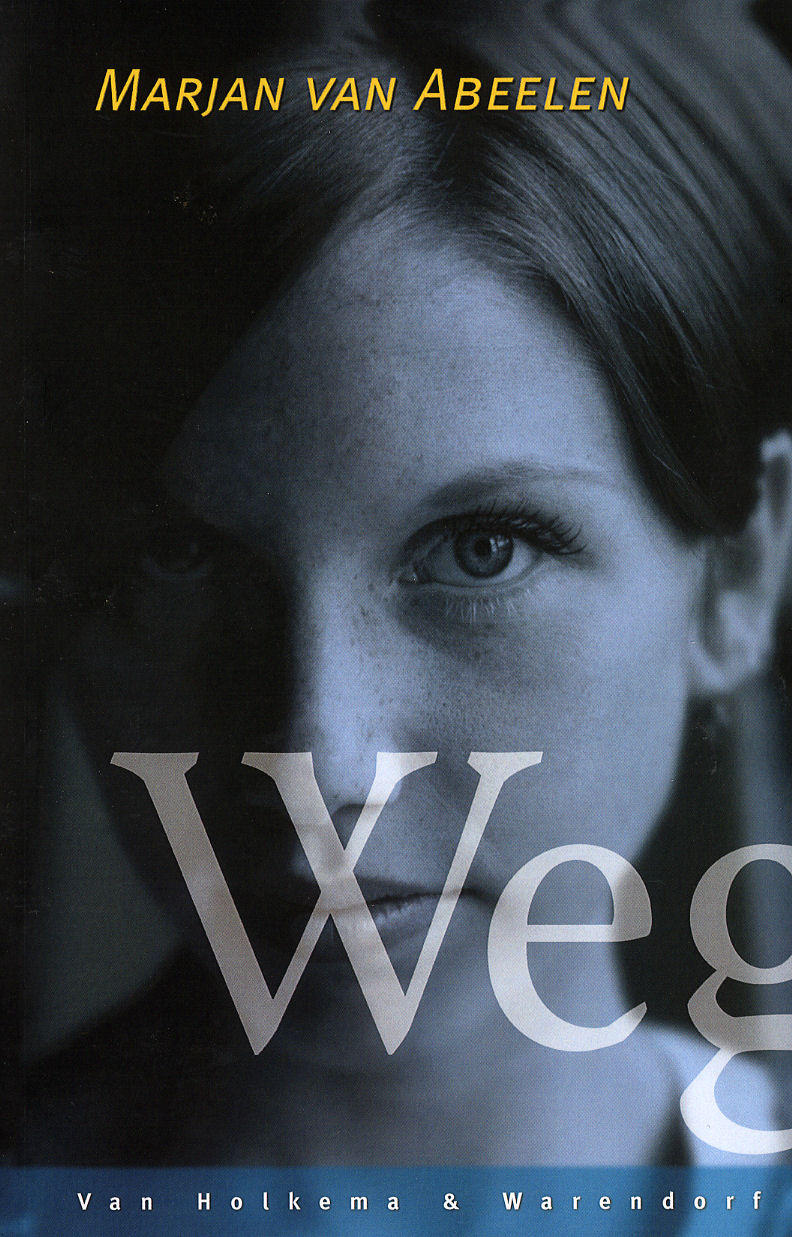 MARJAN VAN ABEELEN
Weg
Van Holkema & Warendorf